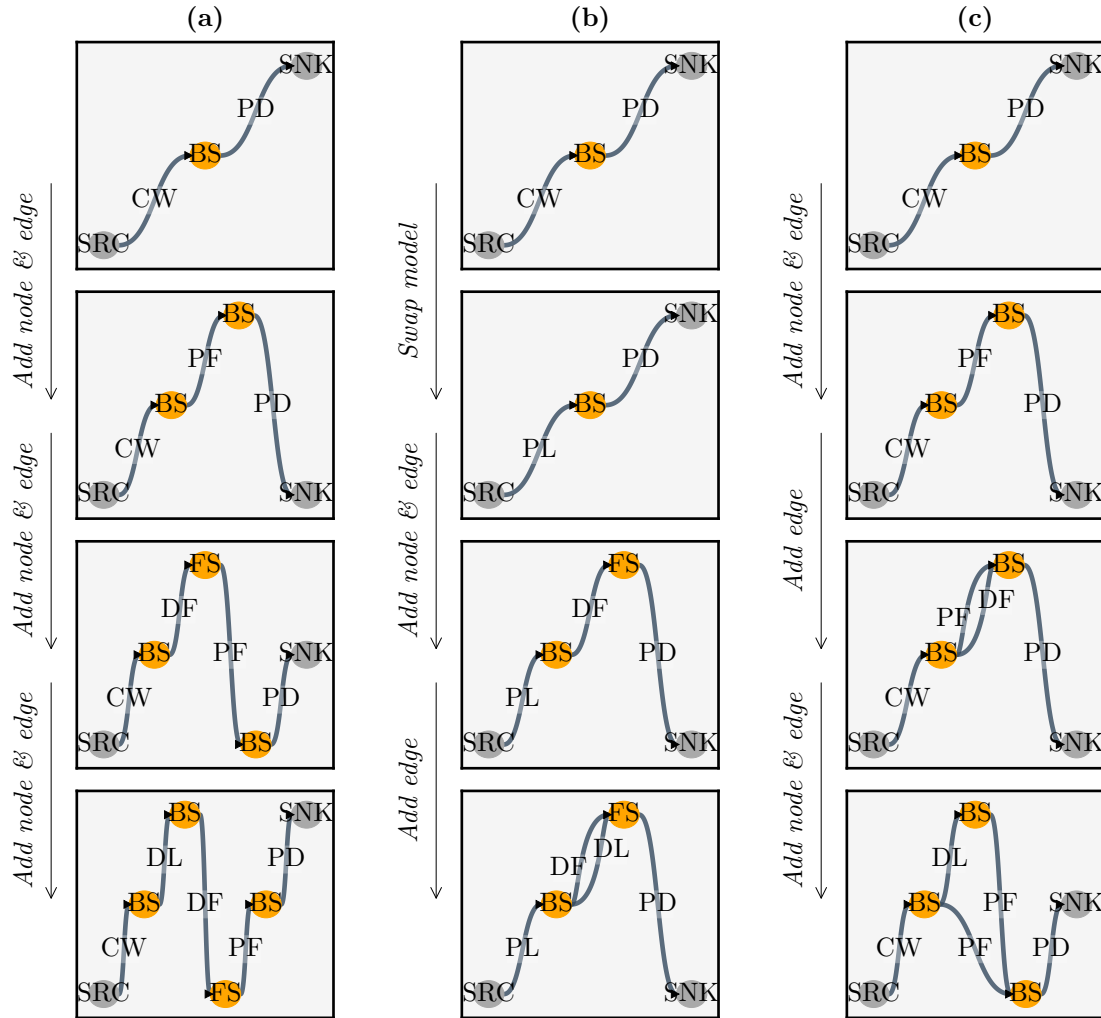 (a) (b) (c)
SNK SNK SNK
PD PD PD
BS BS BS
CW CW CW
SRC SRC SRC
Add node & edge Swap model Add node & edge
BS SNK BS
PF PD PF
BS PD BS BS PD
CW PL CW
SRC SNK SRC SRC SNK
Add node & edge Add node & edge Add edge
FS FS BS
DF DF PF DF
BS PF SNK BS PD BS PD
CW PD PL CW
SRC BS SRC SNK SRC SNK
Add node & edge Add edge Add node & edge
BS SNK FS BS
DL PD DF DL DL
BS DF BS BS PD BS PF SNK
CW PF PL CW PF PD
SRC FS SRC SNK SRC BS